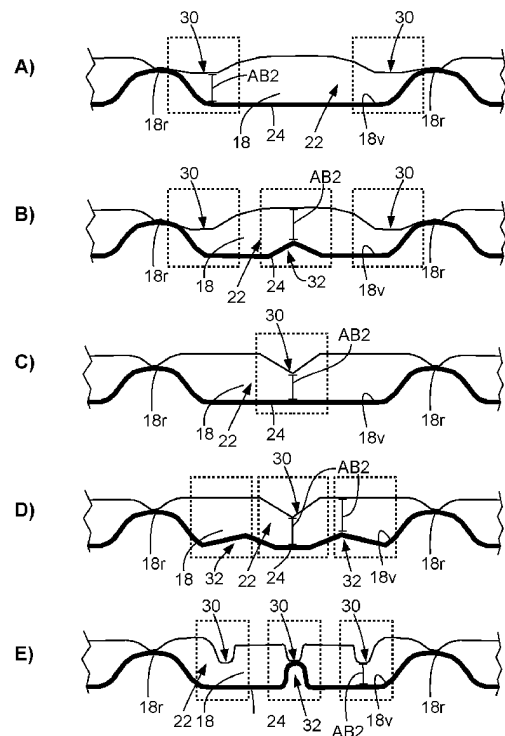 30 30
A)
AB2
18r 18 24 22 18v 18r
30 AB2 30
B)
18r 18 22 24 32 18v 18r
30 AB2
C)
18r 18 22 24 18v 18r
30 AB2
D)
18r 18 32 22 24 32 18v 18r
30 30 30
E)
18r 22 18 24 32 AB2 18v 18r